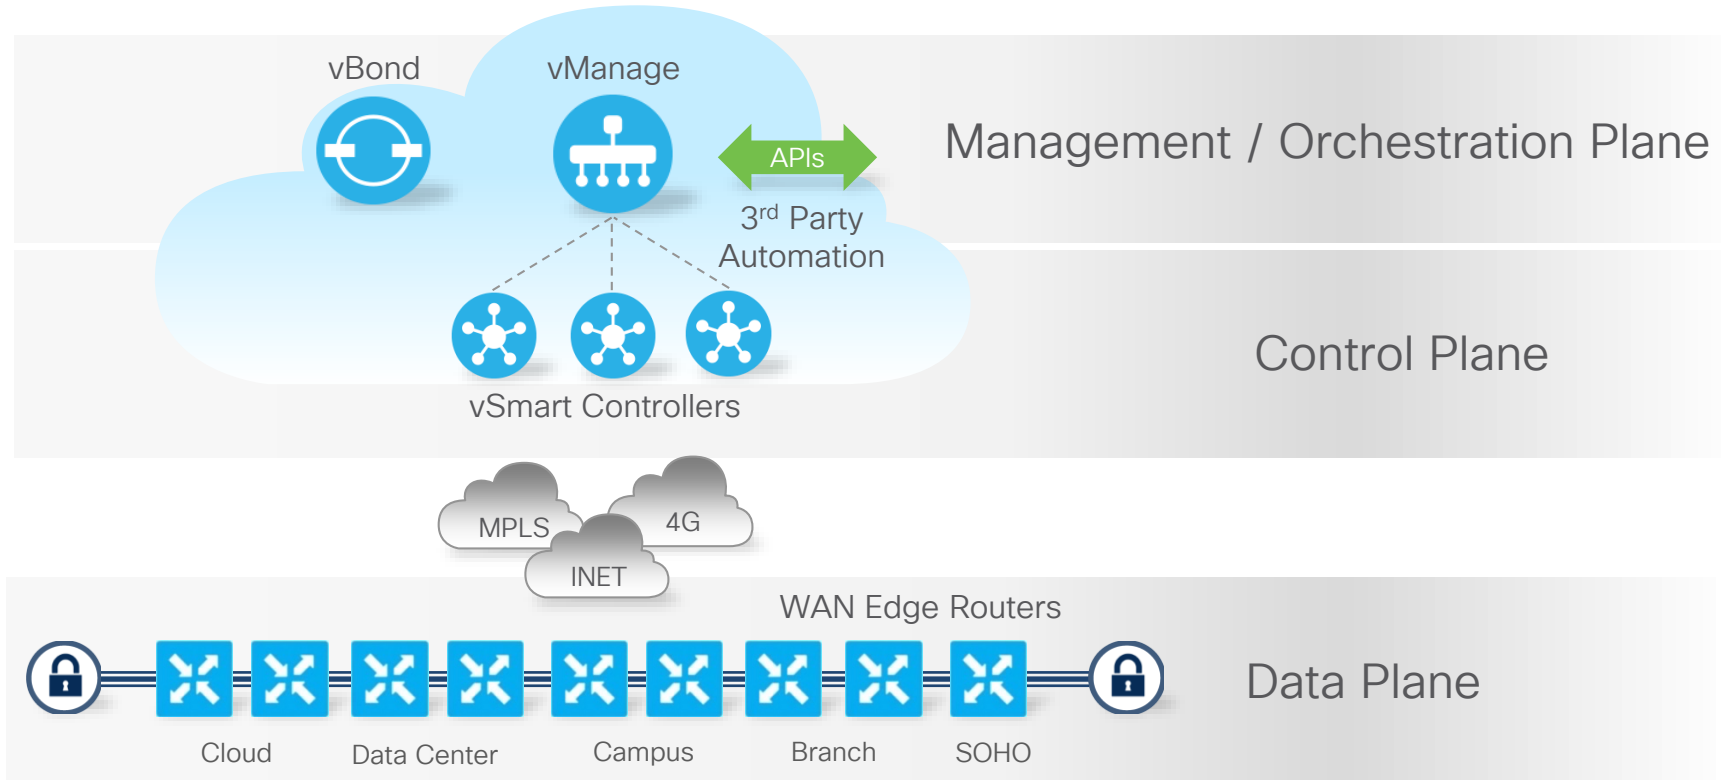 vBond
vManage
APIs
Management / Orchestration Plane
3rd Party
Automation
Control Plane
vSmart Controllers
MPLS
4G
INET
WAN Edge Routers
Data Plane
Cloud
Data Center
Campus
Branch
SOHO